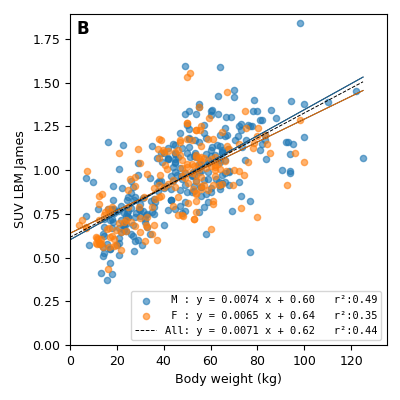 B
1.75
1.50
1.25
1.00
0.75
0.50
0.25
0.00
SUV LBM James
M : y = 0.0074 x + 0.60 r²:0.49
F : y = 0.0065 x + 0.64 r²:0.35
All: y = 0.0071 x + 0.62 r²:0.44
0 20 40 60 80 100 120
Body weight (kg)